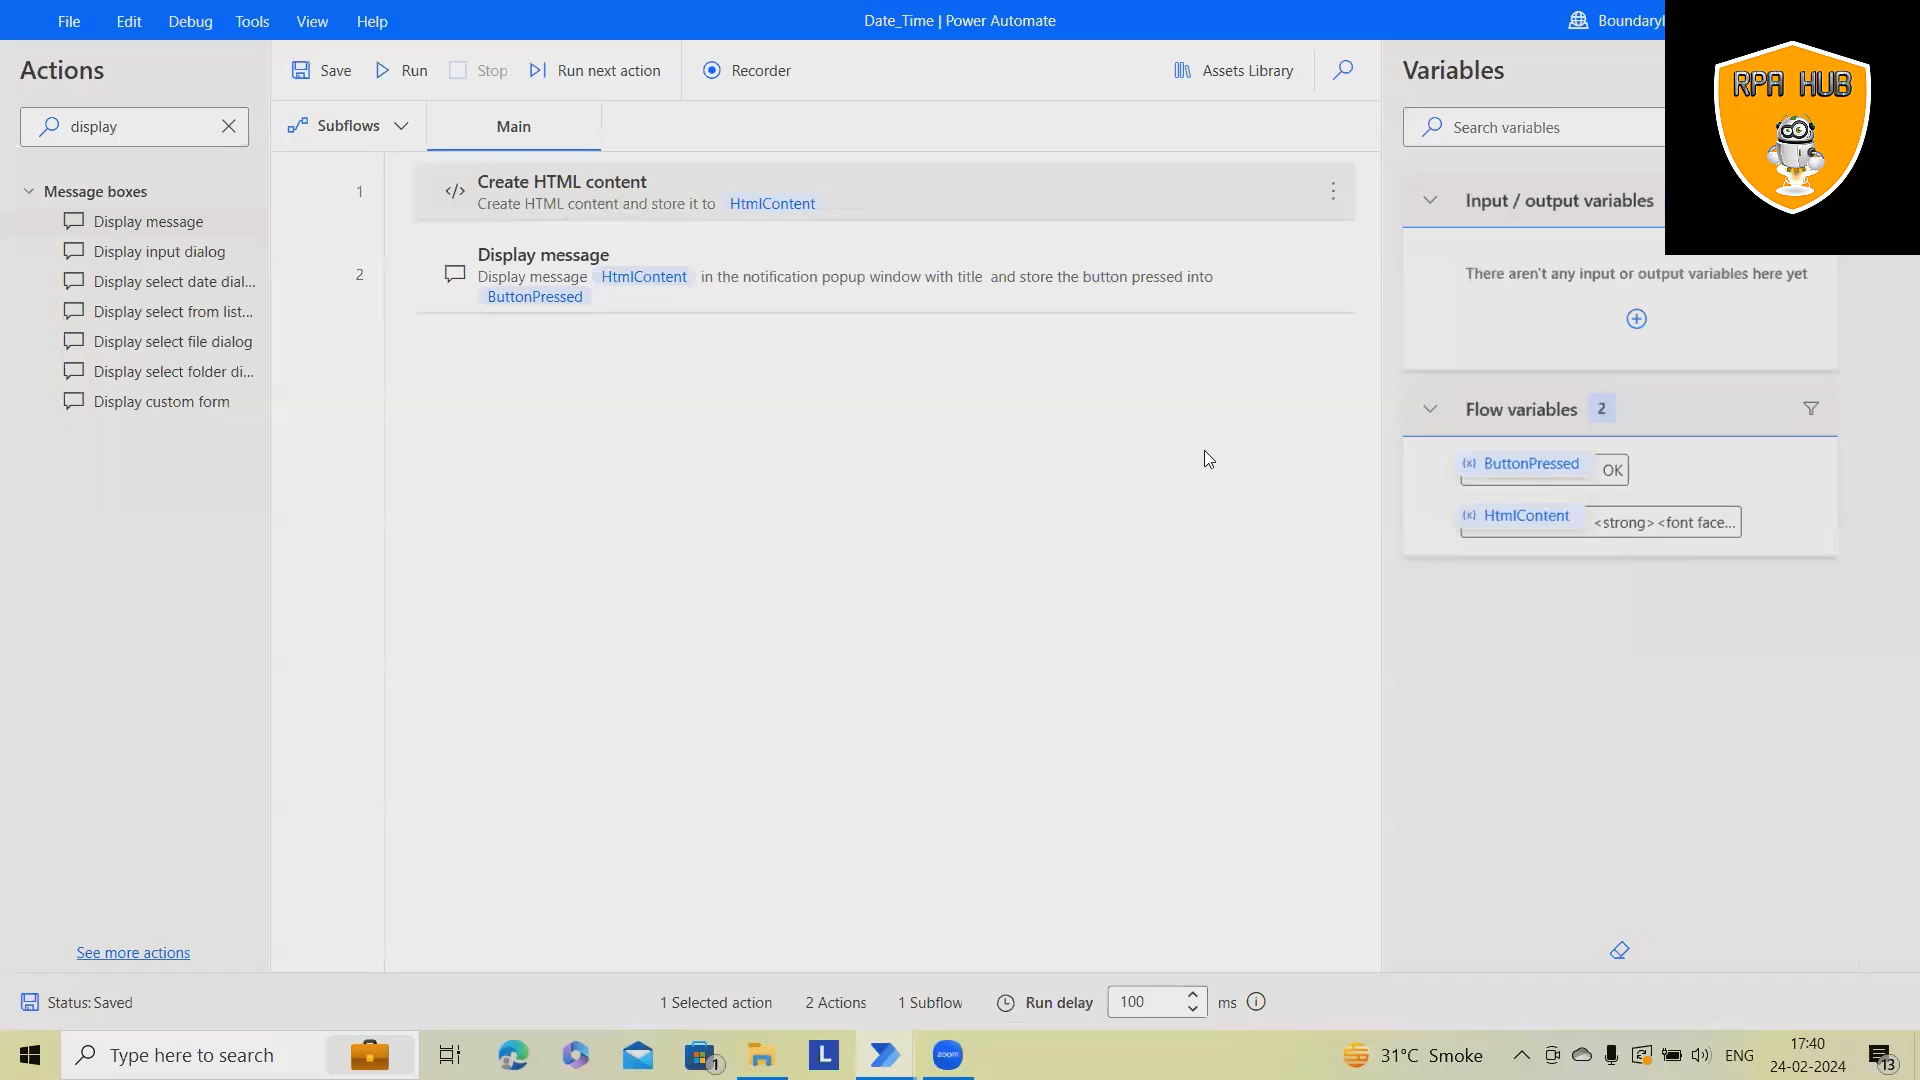 File Edit Debug Tools View Help
Date_Time | Power Automate
Actions
Save Run Stop Run next action Recorder
Assets Library
Variables
RPA HUB
display
Subflows
Main
Search variables
Message boxes
Display message
Display input dialog
Display select date dial...
Display select from list...
Display select file dialog
Display select folder di...
Display custom form
See more actions
1
Create HTML content
Create HTML content and store it to HtmlContent
2
Display message
Display message HtmlContent in the notification popup window with title and store the button pressed into
ButtonPressed
Input / output variables
There aren't any input or output variables here yet
Flow variables 2
(x) ButtonPressed OK
(x) HtmlContent <strong><font face...
Status: Saved
1 Selected action 2 Actions 1 Subflow Run delay 100 ms
Type here to search
1
L
zoom
31°C Smoke
ENG
17:40
24-02-2024
13